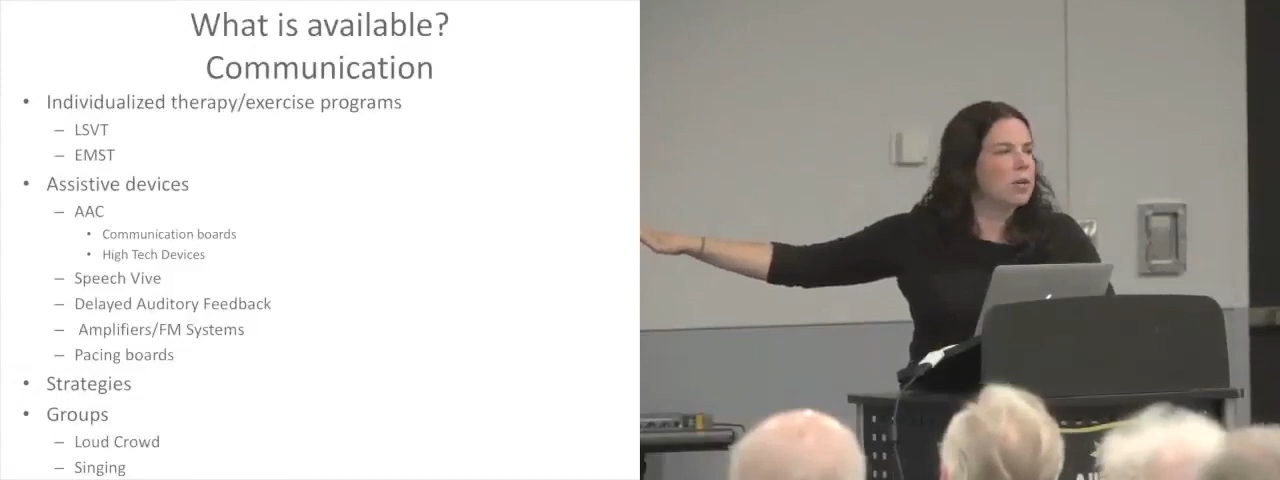 What is available?
Communication
• Individualized therapy/exercise programs
– LSVT
– EMST
• Assistive devices
– AAC
• Communication boards
• High Tech Devices
– Speech Vive
– Delayed Auditory Feedback
– Amplifiers/FM Systems
– Pacing boards
• Strategies
• Groups
– Loud Crowd
– Singing